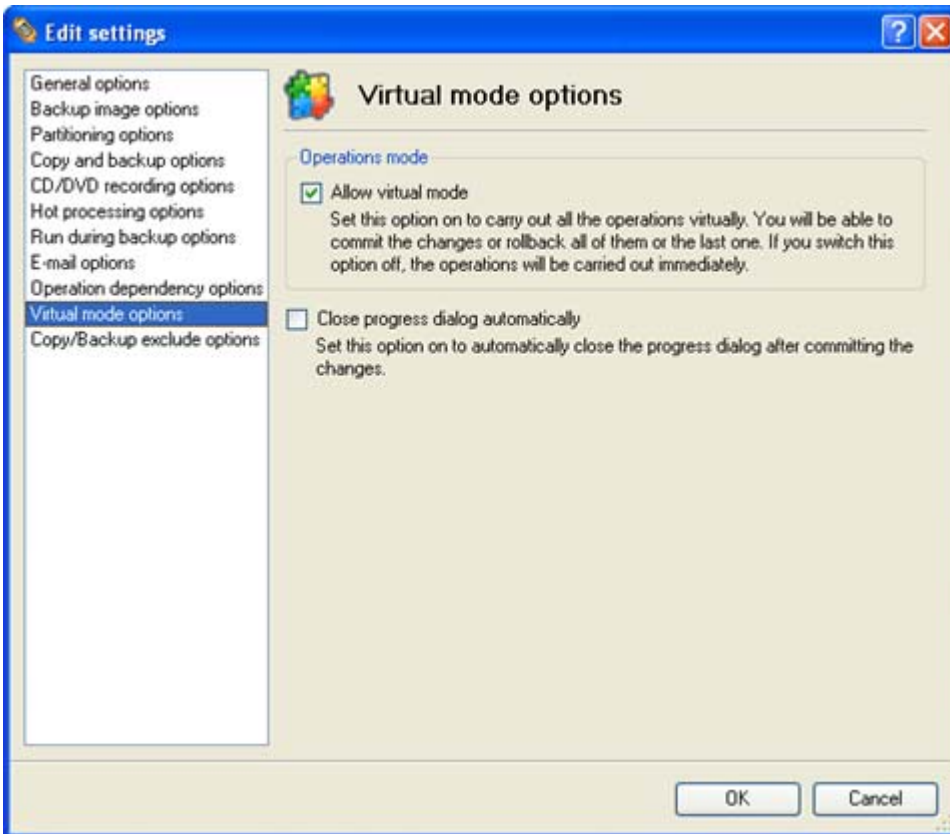 Edit settings
General options
Backup image options
Partitioning options
Copy and backup options
CD/DVD recording options
Hot processing options
Run during backup options
E-mail options
Operation dependency options
Virtual mode options
Copy/Backup exclude options
Virtual mode options
Operations mode
Allow virtual mode
Set this option on to carry out all the operations virtually. You will be able to
commit the changes or rollback all of them or the last one. If you switch this
option off, the operations will be carried out immediately.
Close progress dialog automatically
Set this option on to automatically close the progress dialog after committing the
changes.
OK
Cancel